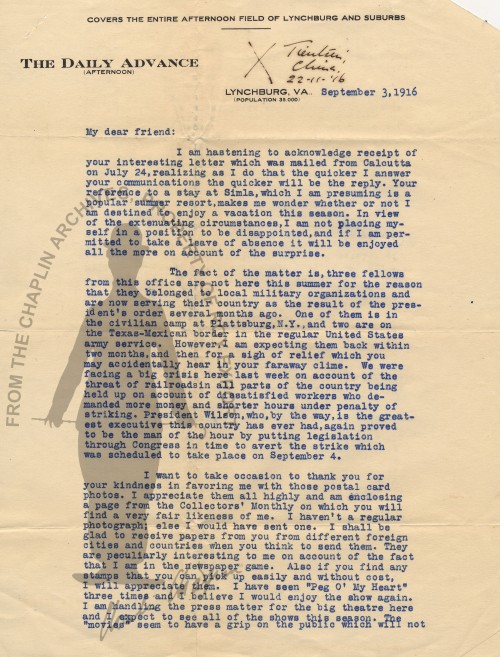 COVERS THE ENTIRE AFTERNOON FIELD OF LYNCHBURG AND SUBURBS
THE DAILY ADVANCE
(AFTERNOON)
Tientsin,
China,
22-11-'16
LYNCHBURG, VA.. September 3,1916
(POPULATION 35,000)
My dear friend:
I am hastening to acknowledge receipt of
your interesting letter which was mailed from Calcutta
on July 24,realizing as I do that the quicker I answer
your communications the quicker will be the reply. Your
reference to a stay at Simla,which I am presuming is a
popular summer resort,makes me wonder whether or not I
am destined to enjoy a vacation this season. In view
of the extenuating circumstances,I am not placing my-
self in a position to be disappointed,and if I am per-
mitted to take a leave of absence it will be enjoyed
all the more on account of the surprise.
The fact of the matter is,three fellows
from this office are not here this summer for the reason
that they belonged to local military organizations and
are now serving their country as the result of the pres-
ident's order several months ago. One of them is in
the civilian camp at Plattsburg,N.Y.,and two are on
the Texas-Mexican border in the regular United States
army service. However,I am expecting them back within
two months,and then for a sigh of relief which you
may accidentally hear in your faraway clime. We were
facing a big crisis here last week on account of the
threat of railroadsin all parts of the country being
held up on account of disatisfied workers who de-
manded more money and shorter hours under penalty of
striking. President Wilson,who,by the way,is the great-
est executive this country has ever had,again proved
to be the man of the hour by putting legislation
through Congress in time to avert the strike which
was scheduled to take place on September 4.
I want to take occasion to thank you for
your kindness in favoring me with those postal card
photos. I appreciate them all highly and am enclosing
a page from the Collectors' Monthly on which you will
find a very fair likeness of me. I haven't a regular
photograph; else I would have sent one. I shall be
glad to receive papers from you from different foreign
cities and countries when you think to send them. They
are peculiarly interesting to me on account of the fact
that I am in the newspaper game. Also if you find any
stamps that you can pick up easily and without cost,
I will appreciate them. I have seen "Peg O' My Heart"
three times and I believe I would enjoy the show again.
I am handling the press matter for the big theatre here
and I expect to see all of the shows this season. The
"movies" seem to have a grip on the public which will not
FROM THE CHAPLIN ARCHIVES